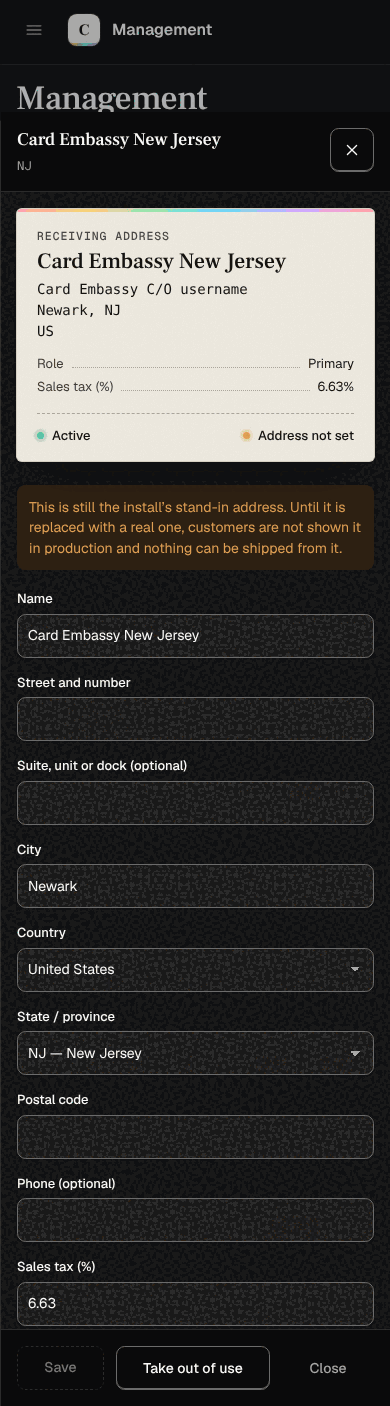 C
Management
Management
Card Embassy New Jersey
NJ
RECEIVING ADDRESS
Card Embassy New Jersey
Card Embassy C/O username
Newark, NJ
US
Role Primary
Sales tax (%) 6.63%
Active
Address not set
This is still the install's stand-in address. Until it is
replaced with a real one, customers are not shown it
in production and nothing can be shipped from it.
Name
Card Embassy New Jersey
Street and number
Suite, unit or dock (optional)
City
Newark
Country
United States
State / province
NJ — New Jersey
Postal code
Phone (optional)
Sales tax (%)
6.63
Save
Take out of use
Close